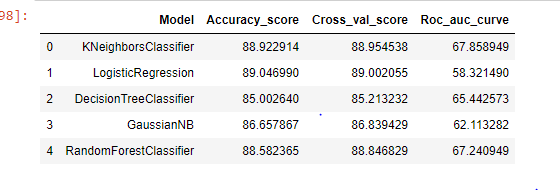 98]:
Model Accuracy_score Cross_val_score Roc_auc_curve
0 KNeighborsClassifier 88.922914 88.954538 67.858949
1 LogisticRegression 89.046990 89.002055 58.321490
2 DecisionTreeClassifier 85.002640 85.213232 65.442573
3 GaussianNB 86.657867 86.839429 62.113282
4 RandomForestClassifier 88.582365 88.846829 67.240949